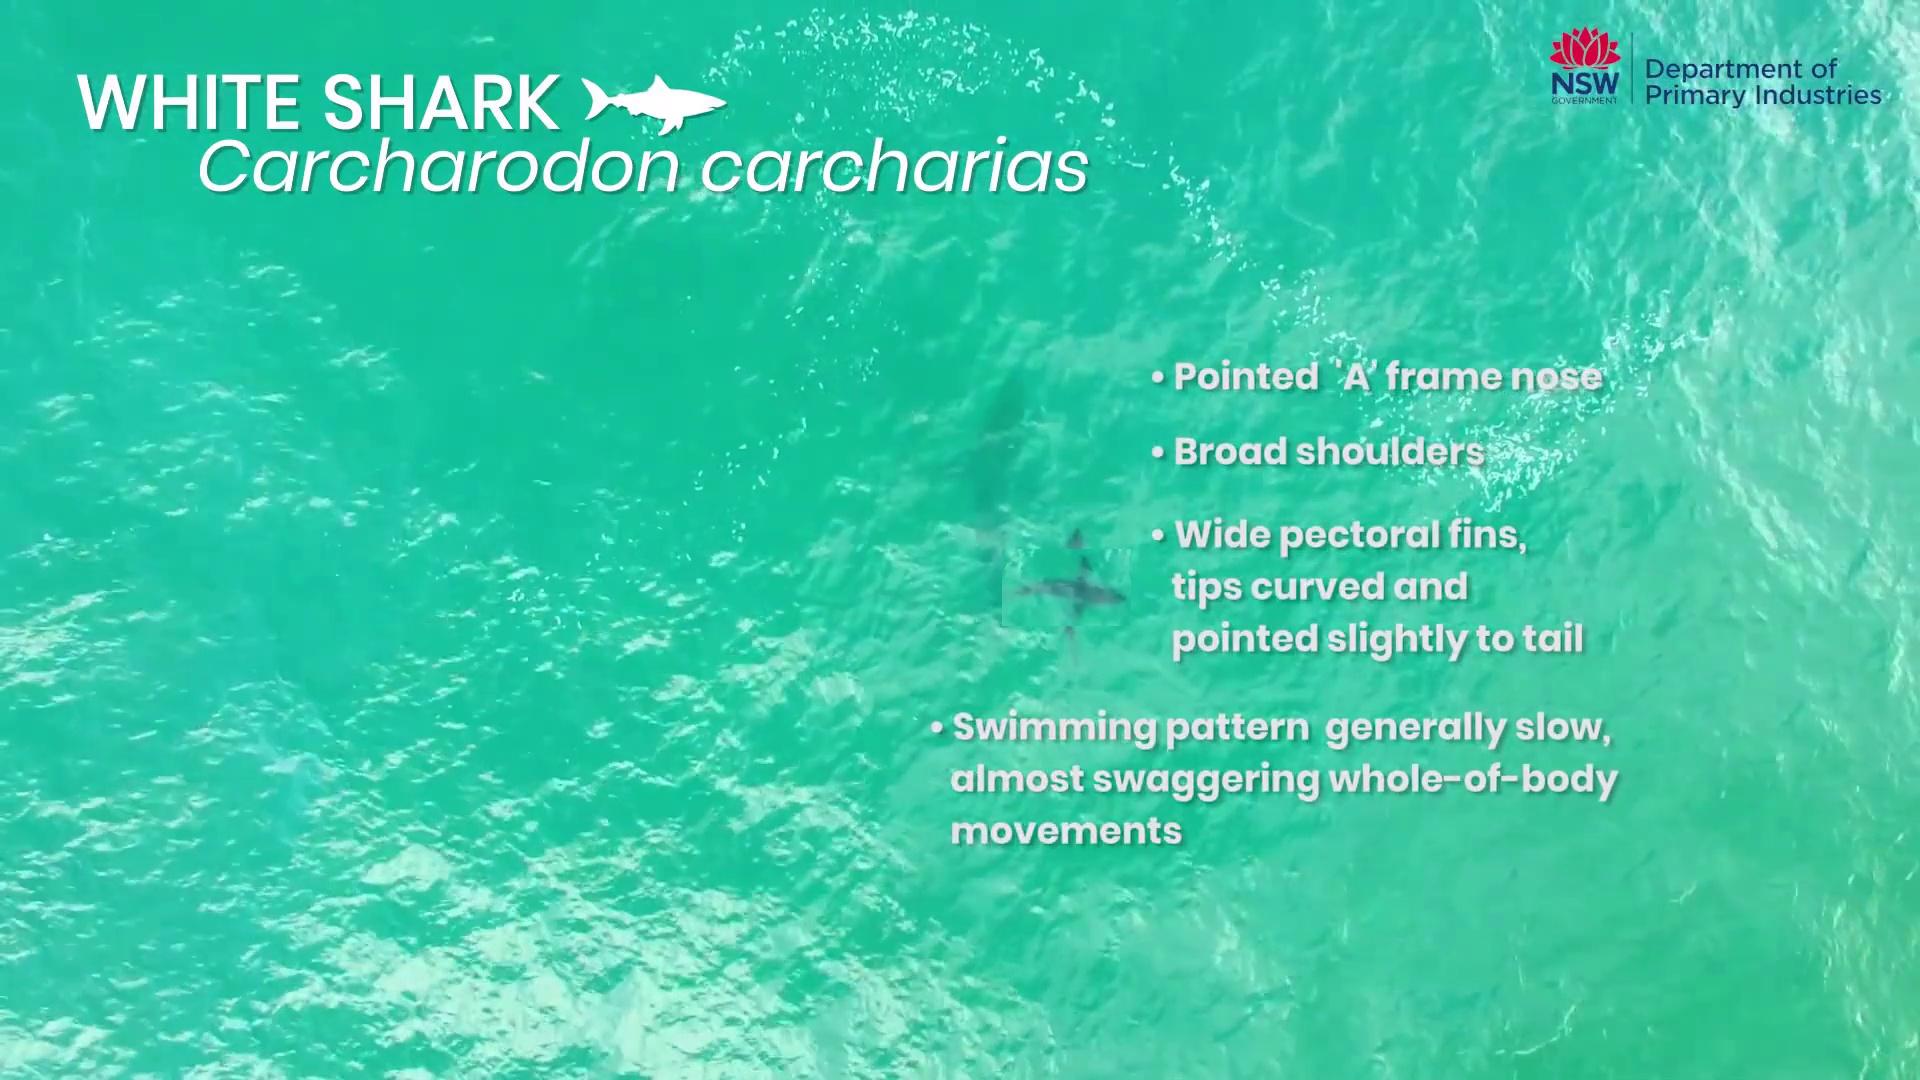 WHITE SHARK
Carcharodon carcharias
NSW
GOVERNMENT
Department of
Primary Industries
• Pointed 'A' frame nose
• Broad shoulders
• Wide pectoral fins,
tips curved and
pointed slightly to tail
• Swimming pattern generally slow,
almost swaggering whole-of-body
movements